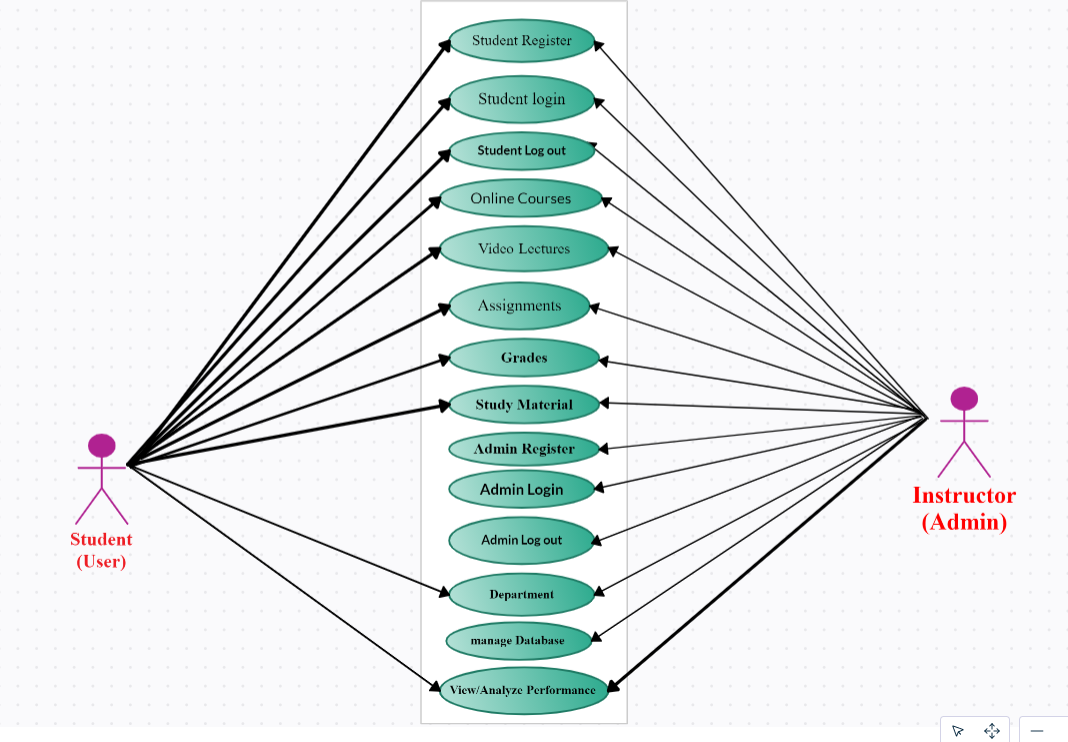 Student Register
Student login
Student Log out
Online Courses
Video Lectures
Assignments
Grades
Study Material
Admin Register
Admin Login
Admin Log out
Department
manage Database
View/Analyze Performance
Student
(User)
Instructor
(Admin)